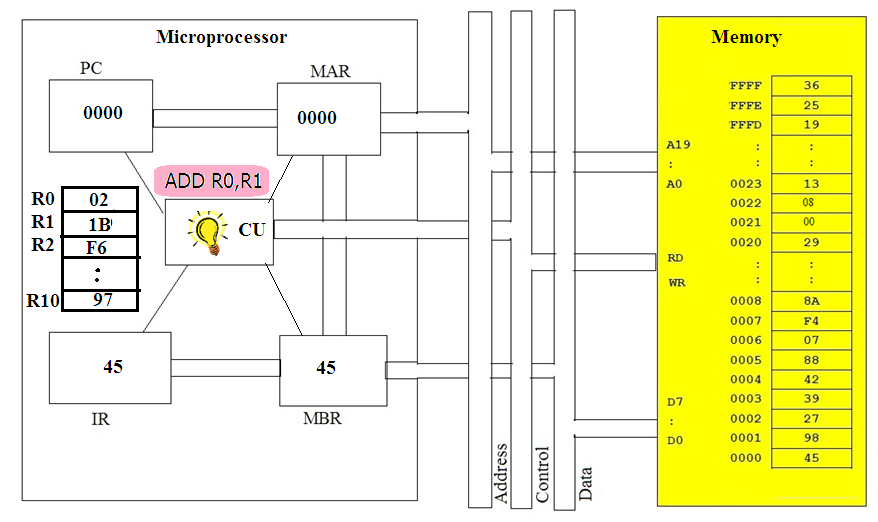 Microprocessor
PC
0000
MAR
0000
ADD R0,R1
R0 02
R1 1B
R2 F6
:
R10 97
CU
45
IR
45
MBR
Address
Control
Data
Memory
FFFF 36
FFFE 25
FFFD 19
A19 : :
: : :
A0 0023 13
0022 08
0021 00
0020 29
RD : :
WR : :
0008 8A
0007 F4
0006 07
0005 88
0004 42
D7 0003 39
: 0002 27
D0 0001 98
0000 45